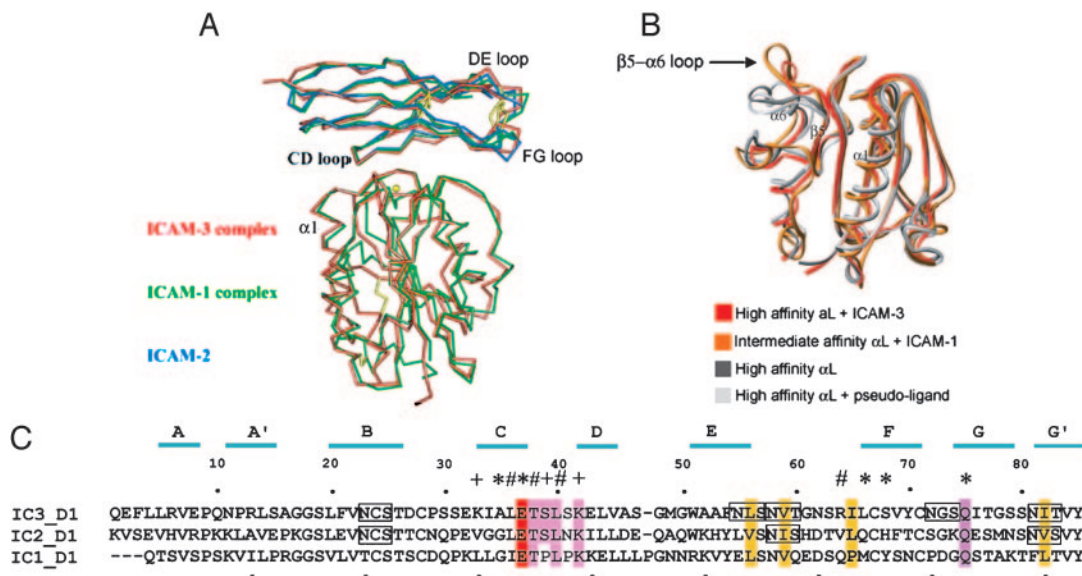 A
DE loop
CD loop
FG loop
ICAM-3 complex
α1
ICAM-1 complex
ICAM-2
B
β5-α6 loop
α6
β5
α1
High affinity aL + ICAM-3
Intermediate affinity αL + ICAM-1
High affinity αL
High affinity αL + pseudo-ligand
C
A A' B C D E F G G'
10 20 30 40 50 60 70 80
+ *#*#+#+ # * * *
IC3_D1 QEFLLRVEPQNPRLSAGGSLFVNCSTDCPSSEKIALETSLSKELVAS-GMGWAAFNLSNVTGNSRILCSVYCNGSQITGSSNITVY
IC2_D1 KVSEVHVRPKKLAVEPKGSLEVNCSTTCNQPEVGGLETSLNKILLDE-QAQWKHYLVSNISHDTVLQCHFTCSGKQESMNSNVSVY
IC1_D1 ---QTSVSPSKVILPRGGSVLVTCSTSCDQPKLLGIETPLPKKELLLPGNNRKVYELSNVQEDSQPMCYSNCPDGQSTAKTFLTVY